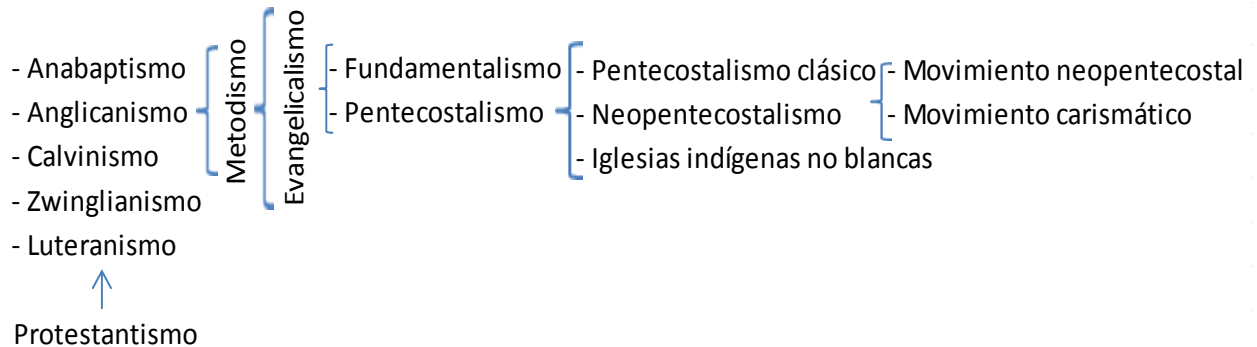 - Anabaptismo
- Anglicanismo
- Calvinismo
- Zwinglianismo
- Luteranismo
Protestantismo
Metodismo
Evangelicalismo
- Fundamentalismo
- Pentecostalismo
- Pentecostalismo clásico
- Neopentecostalismo
- Iglesias indígenas no blancas
- Movimiento neopentecostal
- Movimiento carismático